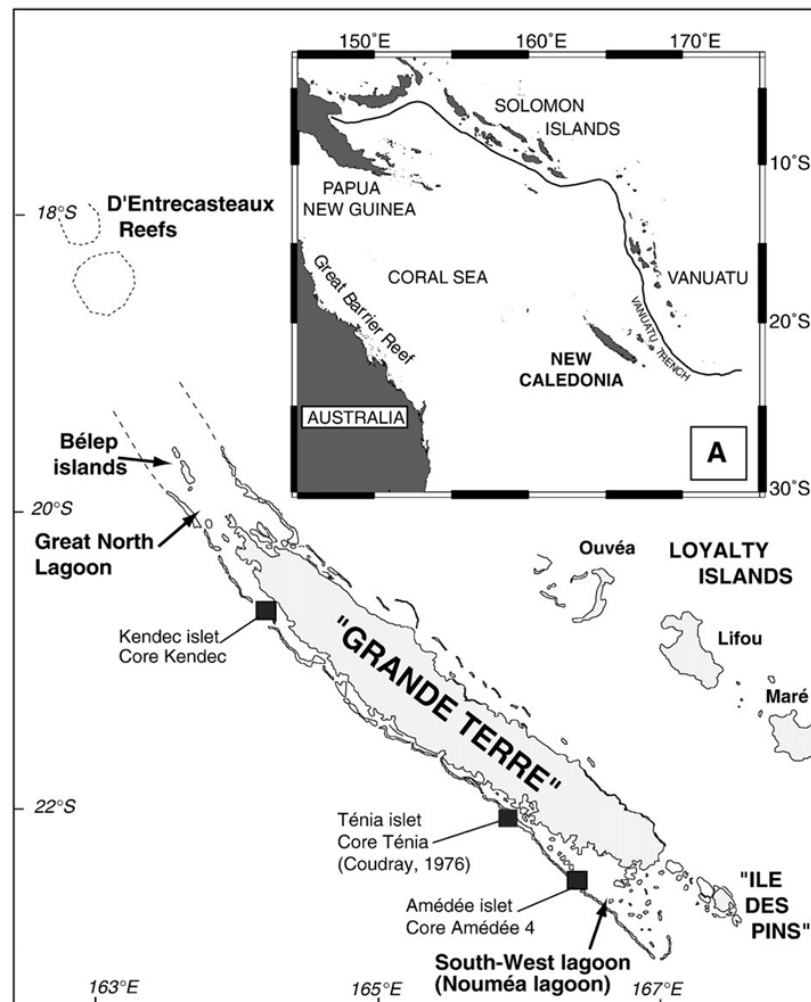 150°E
160°E
170°E
SOLOMON
ISLANDS
10°S
PAPUA
NEW GUINEA
CORAL SEA
VANUATU
Great Barrier Reef
VANUATU TRENCH
20°S
NEW
CALEDONIA
AUSTRALIA
A
30°S
18°S
D'Entrecasteaux
Reefs
Bélep
islands
20°S
Great North
Lagoon
Ouvéa
LOYALTY
ISLANDS
Lifou
Maré
Kendec islet
Core Kendec
"GRANDE TERRE"
22°S
Ténia islet
Core Ténia
(Coudray, 1976)
Amédée islet
Core Amédée 4
"ILE
DES
PINS"
South-West lagoon
(Nouméa lagoon)
163°E
165°E
167°E